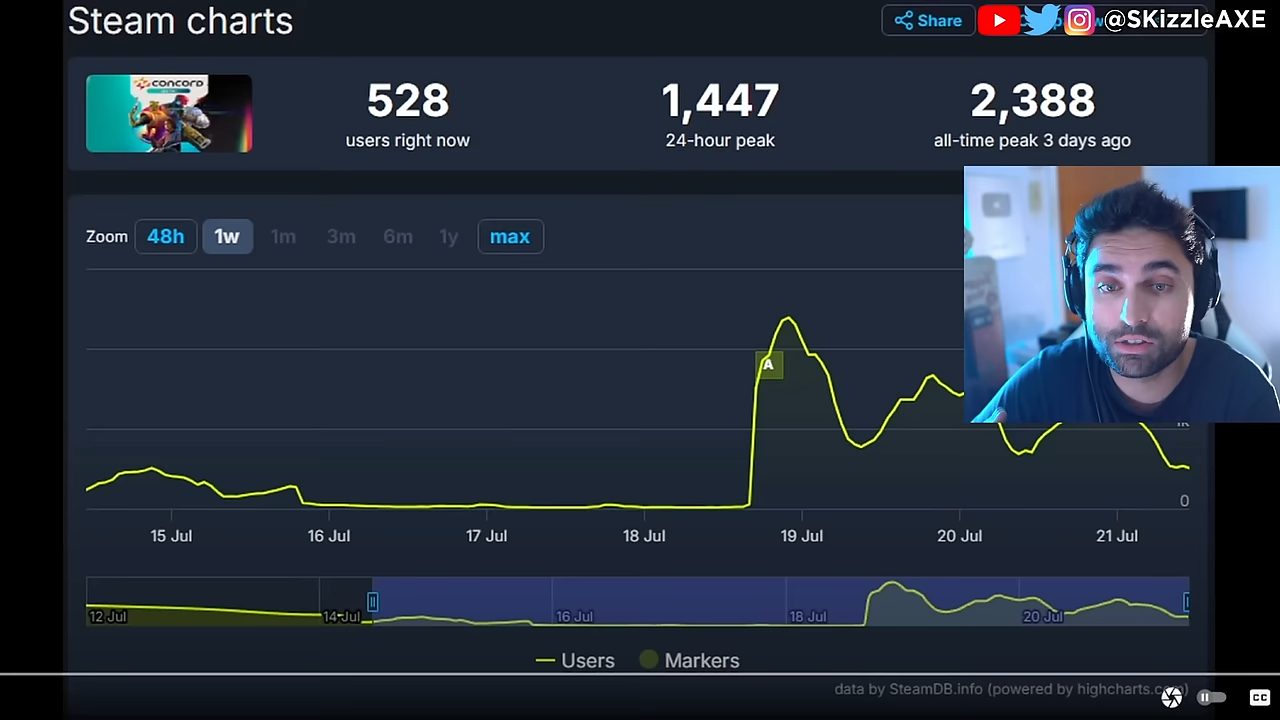 Steam charts
Share
@SKizzleAXE
CONCORD
528
users right now
1,447
24-hour peak
2,388
all-time peak 3 days ago
Zoom 48h 1w 1m 3m 6m 1y max
A
1K
0
15 Jul 16 Jul 17 Jul 18 Jul 19 Jul 20 Jul 21 Jul
12 Jul 14 Jul 16 Jul 18 Jul 20 Jul
Users Markers
data by SteamDB.info (powered by highcharts.com)
CC